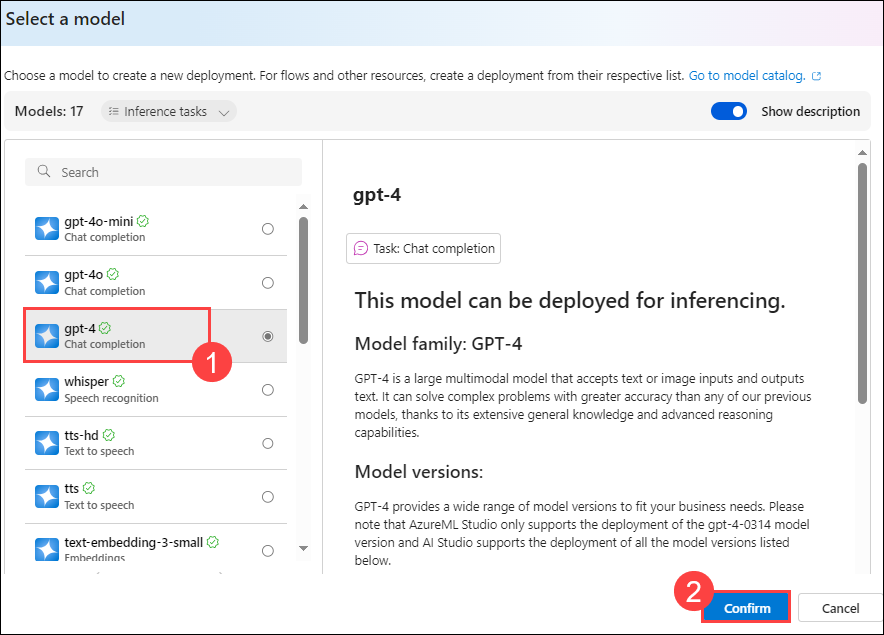 Select a model
Choose a model to create a new deployment. For flows and other resources, create a deployment from their respective list. Go to model catalog.
Models: 17
Inference tasks
Show description
Search
gpt-4o-mini
Chat completion
gpt-4o
Chat completion
gpt-4
Chat completion
1
whisper
Speech recognition
tts-hd
Text to speech
tts
Text to speech
text-embedding-3-small
Embeddings
gpt-4
Task: Chat completion
This model can be deployed for inferencing.
Model family: GPT-4
GPT-4 is a large multimodal model that accepts text or image inputs and outputs
text. It can solve complex problems with greater accuracy than any of our previous
models, thanks to its extensive general knowledge and advanced reasoning
capabilities.
Model versions:
GPT-4 provides a wide range of model versions to fit your business needs. Please
note that AzureML Studio only supports the deployment of the gpt-4-0314 model
version and AI Studio supports the deployment of all the model versions listed
below.
2
Confirm
Cancel